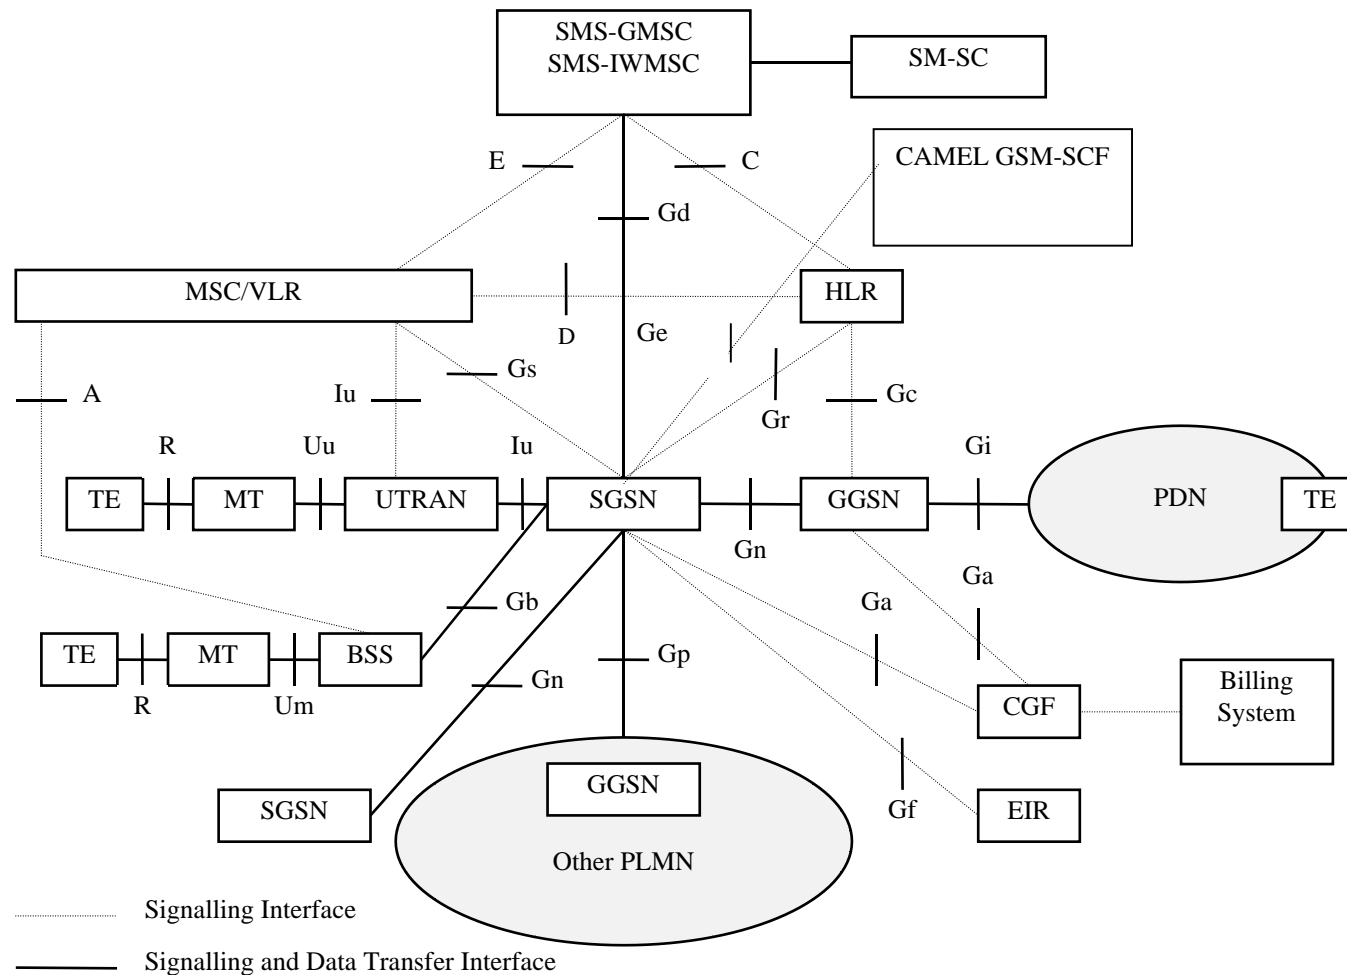 SMS-GMSC
SMS-IWMSC
SM-SC
E
C
CAMEL GSM-SCF
Gd
MSC/VLR
HLR
D
Ge
Gs
A
Iu
Gr
Gc
R
Uu
Iu
Gi
TE
MT
UTRAN
SGSN
GGSN
PDN
TE
Gn
Ga
Ga
Gb
TE
MT
BSS
Gp
Gn
R
Um
CGF
Billing
System
SGSN
GGSN
Gf
EIR
Other PLMN
Signalling Interface
Signalling and Data Transfer Interface